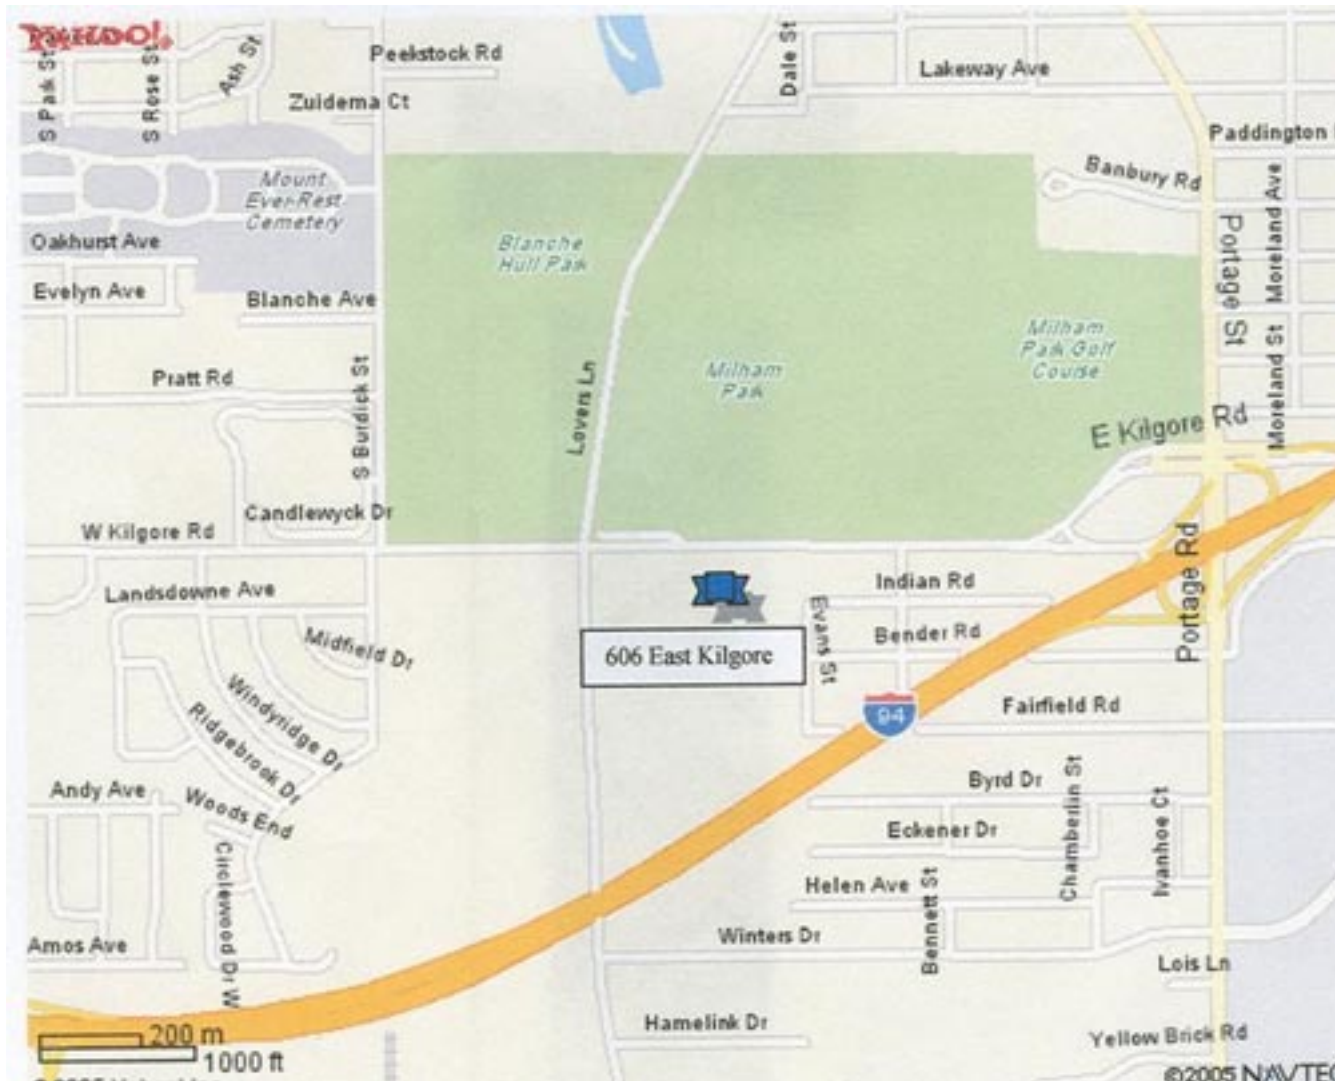 YAHOO!
S Park St
S Rose St
Ash St
Peekstock Rd
Zuidema Ct
Dale St
Lakeway Ave
Paddington
Banbury Rd
Mount
Ever-Rest
Cemetery
Oakhurst Ave
Evelyn Ave
Blanche Ave
Blanche
Hull Park
Portage St
Moreland Ave
Moreland St
Milham
Park Golf
Course
Milham
Park
Pratt Rd
S Burdick St
Lovers Ln
E Kilgore Rd
Candlewyck Dr
W Kilgore Rd
Landsdowne Ave
Indian Rd
Evans St
Bender Rd
Portage Rd
Midfield Dr
606 East Kilgore
Windyridge Dr
Ridgebrook Dr
94
Fairfield Rd
Andy Ave
Woods End
Byrd Dr
Eckener Dr
Chamberlin St
Ivanhoe Ct
Circlewood Dr W
Helen Ave
Bennett St
Amos Ave
Winters Dr
Lois Ln
Hamelink Dr
Yellow Brick Rd
200 m
1000 ft
©2005 NAVTEQ